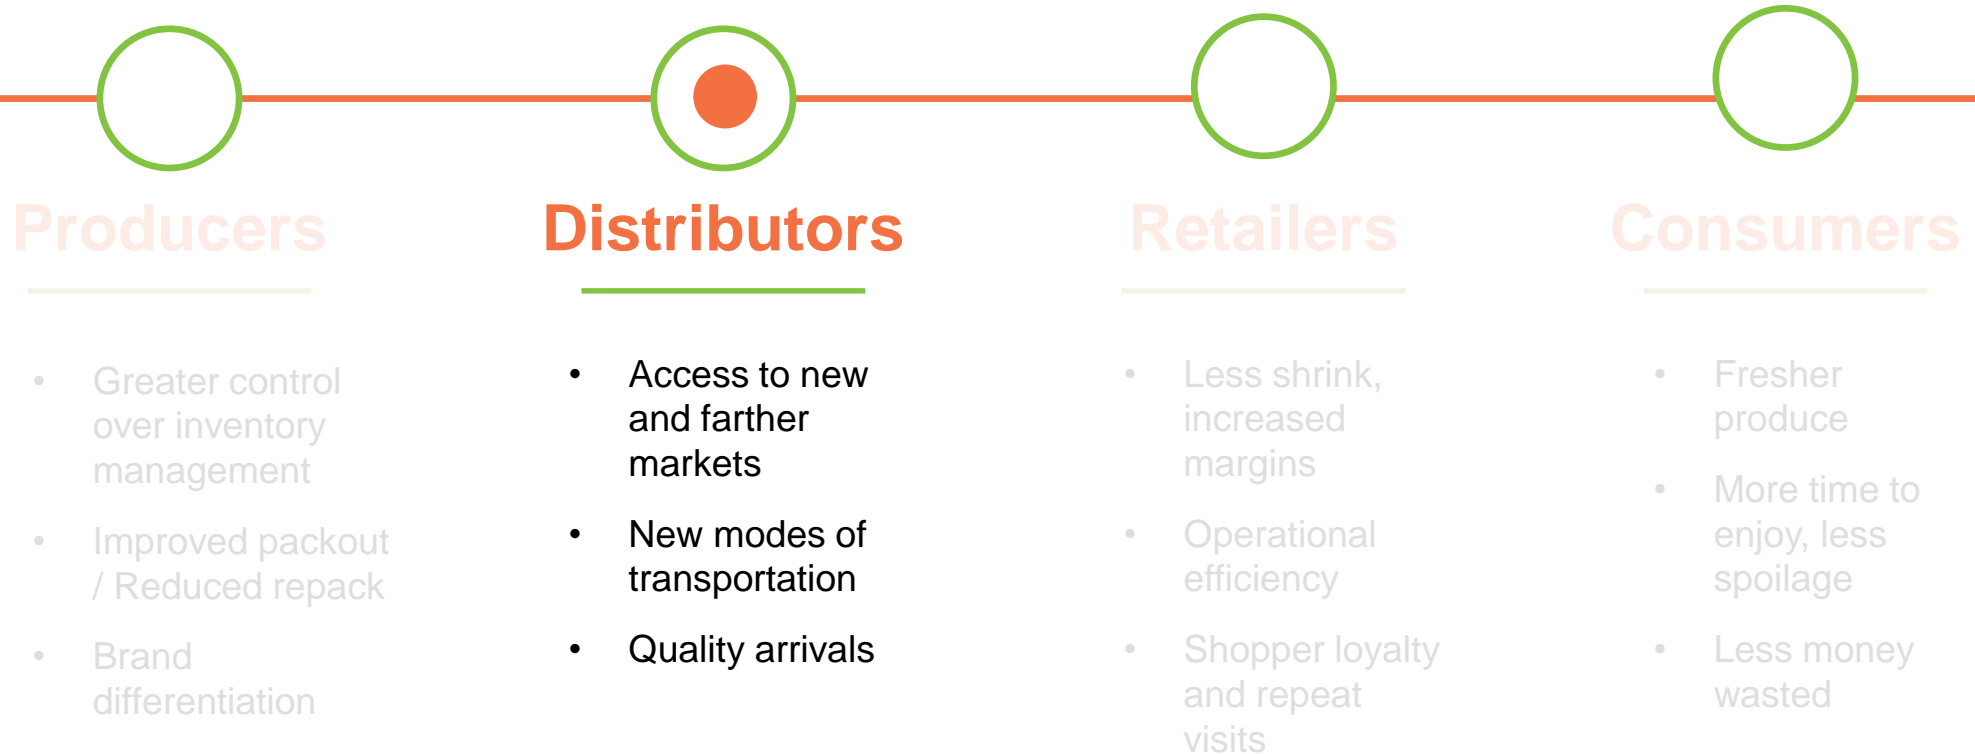 Producers
• Greater control
over inventory
management
• Improved packout
/ Reduced repack
• Brand
differentiation
Distributors
• Access to new
and farther
markets
• New modes of
transportation
• Quality arrivals
Retailers
• Less shrink,
increased
margins
• Operational
efficiency
• Shopper loyalty
and repeat
visits
Consumers
• Fresher
produce
• More time to
enjoy, less
spoilage
• Less money
wasted